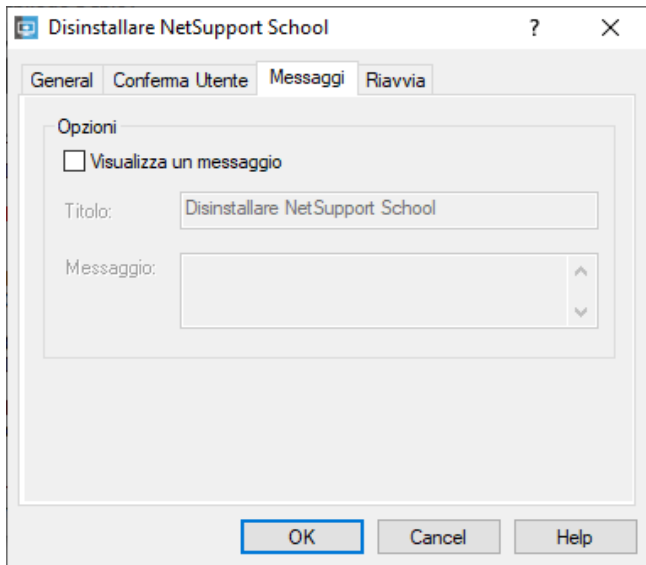 Disinstallare NetSupport School
General Conferma Utente Messaggi Riavvia
Opzioni
Visualizza un messaggio
Titolo: Disinstallare NetSupport School
Messaggio:
OK Cancel Help